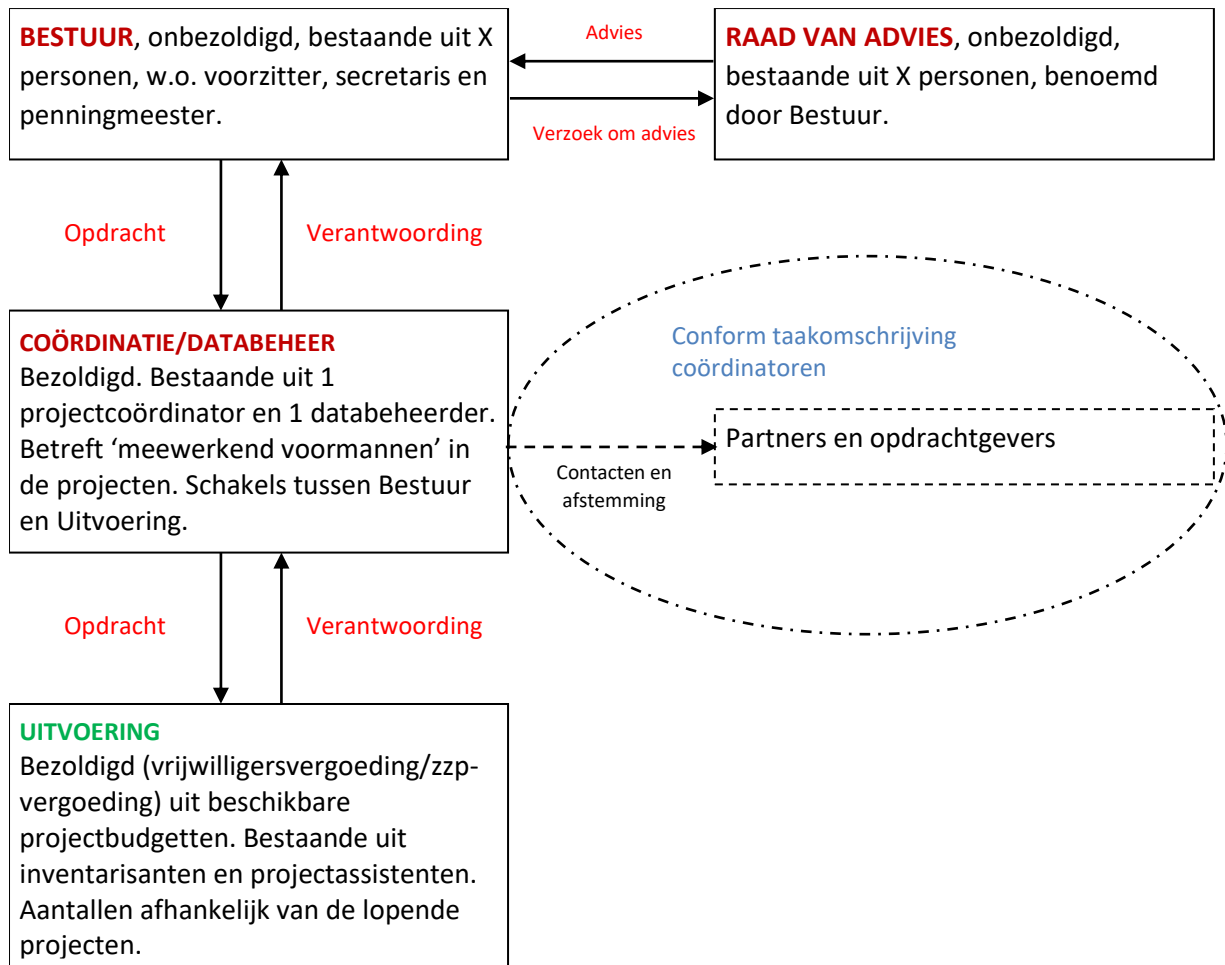 BESTUUR, onbezoldigd, bestaande uit X
personen, w.o. voorzitter, secretaris en
penningmeester.
Advies
Verzoek om advies
RAAD VAN ADVIES, onbezoldigd,
bestaande uit X personen, benoemd
door Bestuur.
Opdracht
Verantwoording
COÖRDINATIE/DATABEHEER
Bezoldigd. Bestaande uit 1
projectcoördinator en 1 databeheerder.
Betreft ‘meewerkend voormannen’ in
de projecten. Schakels tussen Bestuur
en Uitvoering.
Conform taakomschrijving
coördinatoren
Contacten en
afstemming
Partners en opdrachtgevers
Opdracht
Verantwoording
UITVOERING
Bezoldigd (vrijwilligersvergoeding/zzp-
vergoeding) uit beschikbare
projectbudgetten. Bestaande uit
inventarisanten en projectassistenten.
Aantallen afhankelijk van de lopende
projecten.